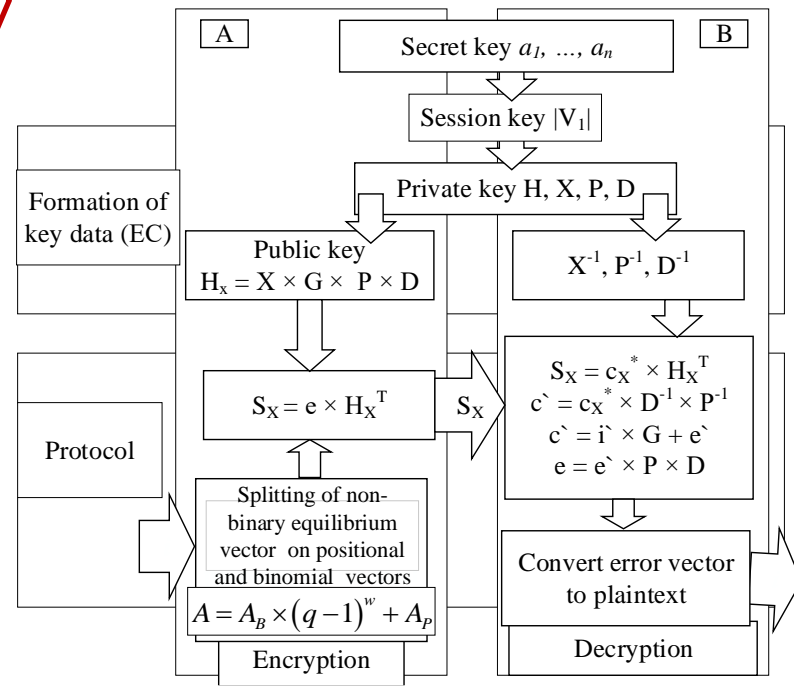 A
B
Secret key a1, ..., an
Session key |V1|
Private key H, X, P, D
Formation of
key data (EC)
Public key
Hx = X × G × P × D
X-1, P-1, D-1
Protocol
SX = e × HXT
SX
SX = cX* × HXT
c` = cX* × D-1 × P-1
c` = i` × G + e`
e = e` × P × D
Splitting of non-
binary equilibrium
vector on positional
and binomial vectors
A = AB × (q − 1)w + AP
Encryption
Convert error vector
to plaintext
Decryption